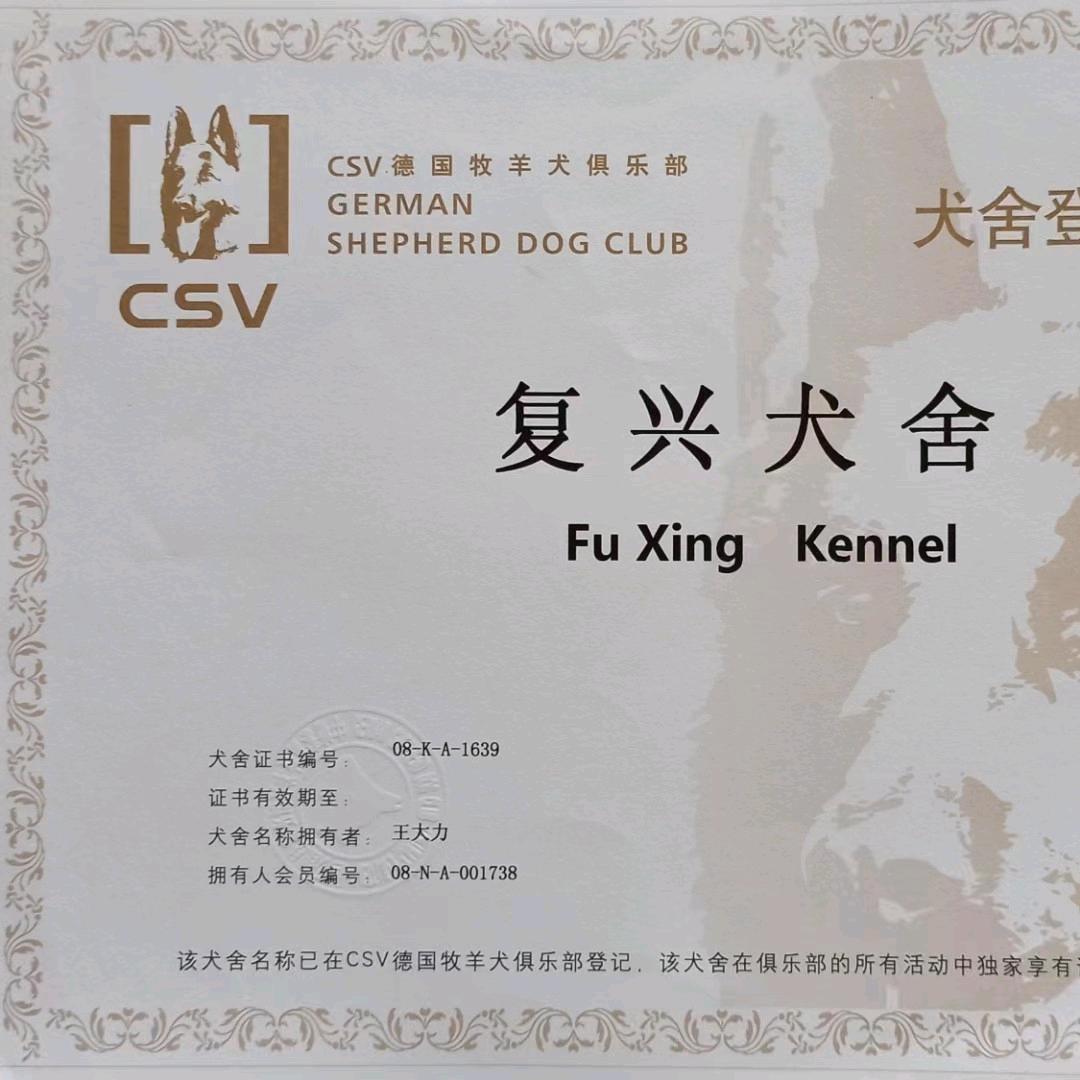 CSV德国牧羊犬俱乐部
GERMAN
SHEPHERD DOG CLUB
CSV
犬舍登
复兴犬舍
Fu Xing Kennel
犬舍证书编号: 08-K-A-1639
证书有效期至:
犬舍名称拥有者: 王大力
拥有人会员编号: 08-N-A-001738
该犬舍名称已在CSV德国牧羊犬俱乐部登记,该犬舍在俱乐部的所有活动中独家享有